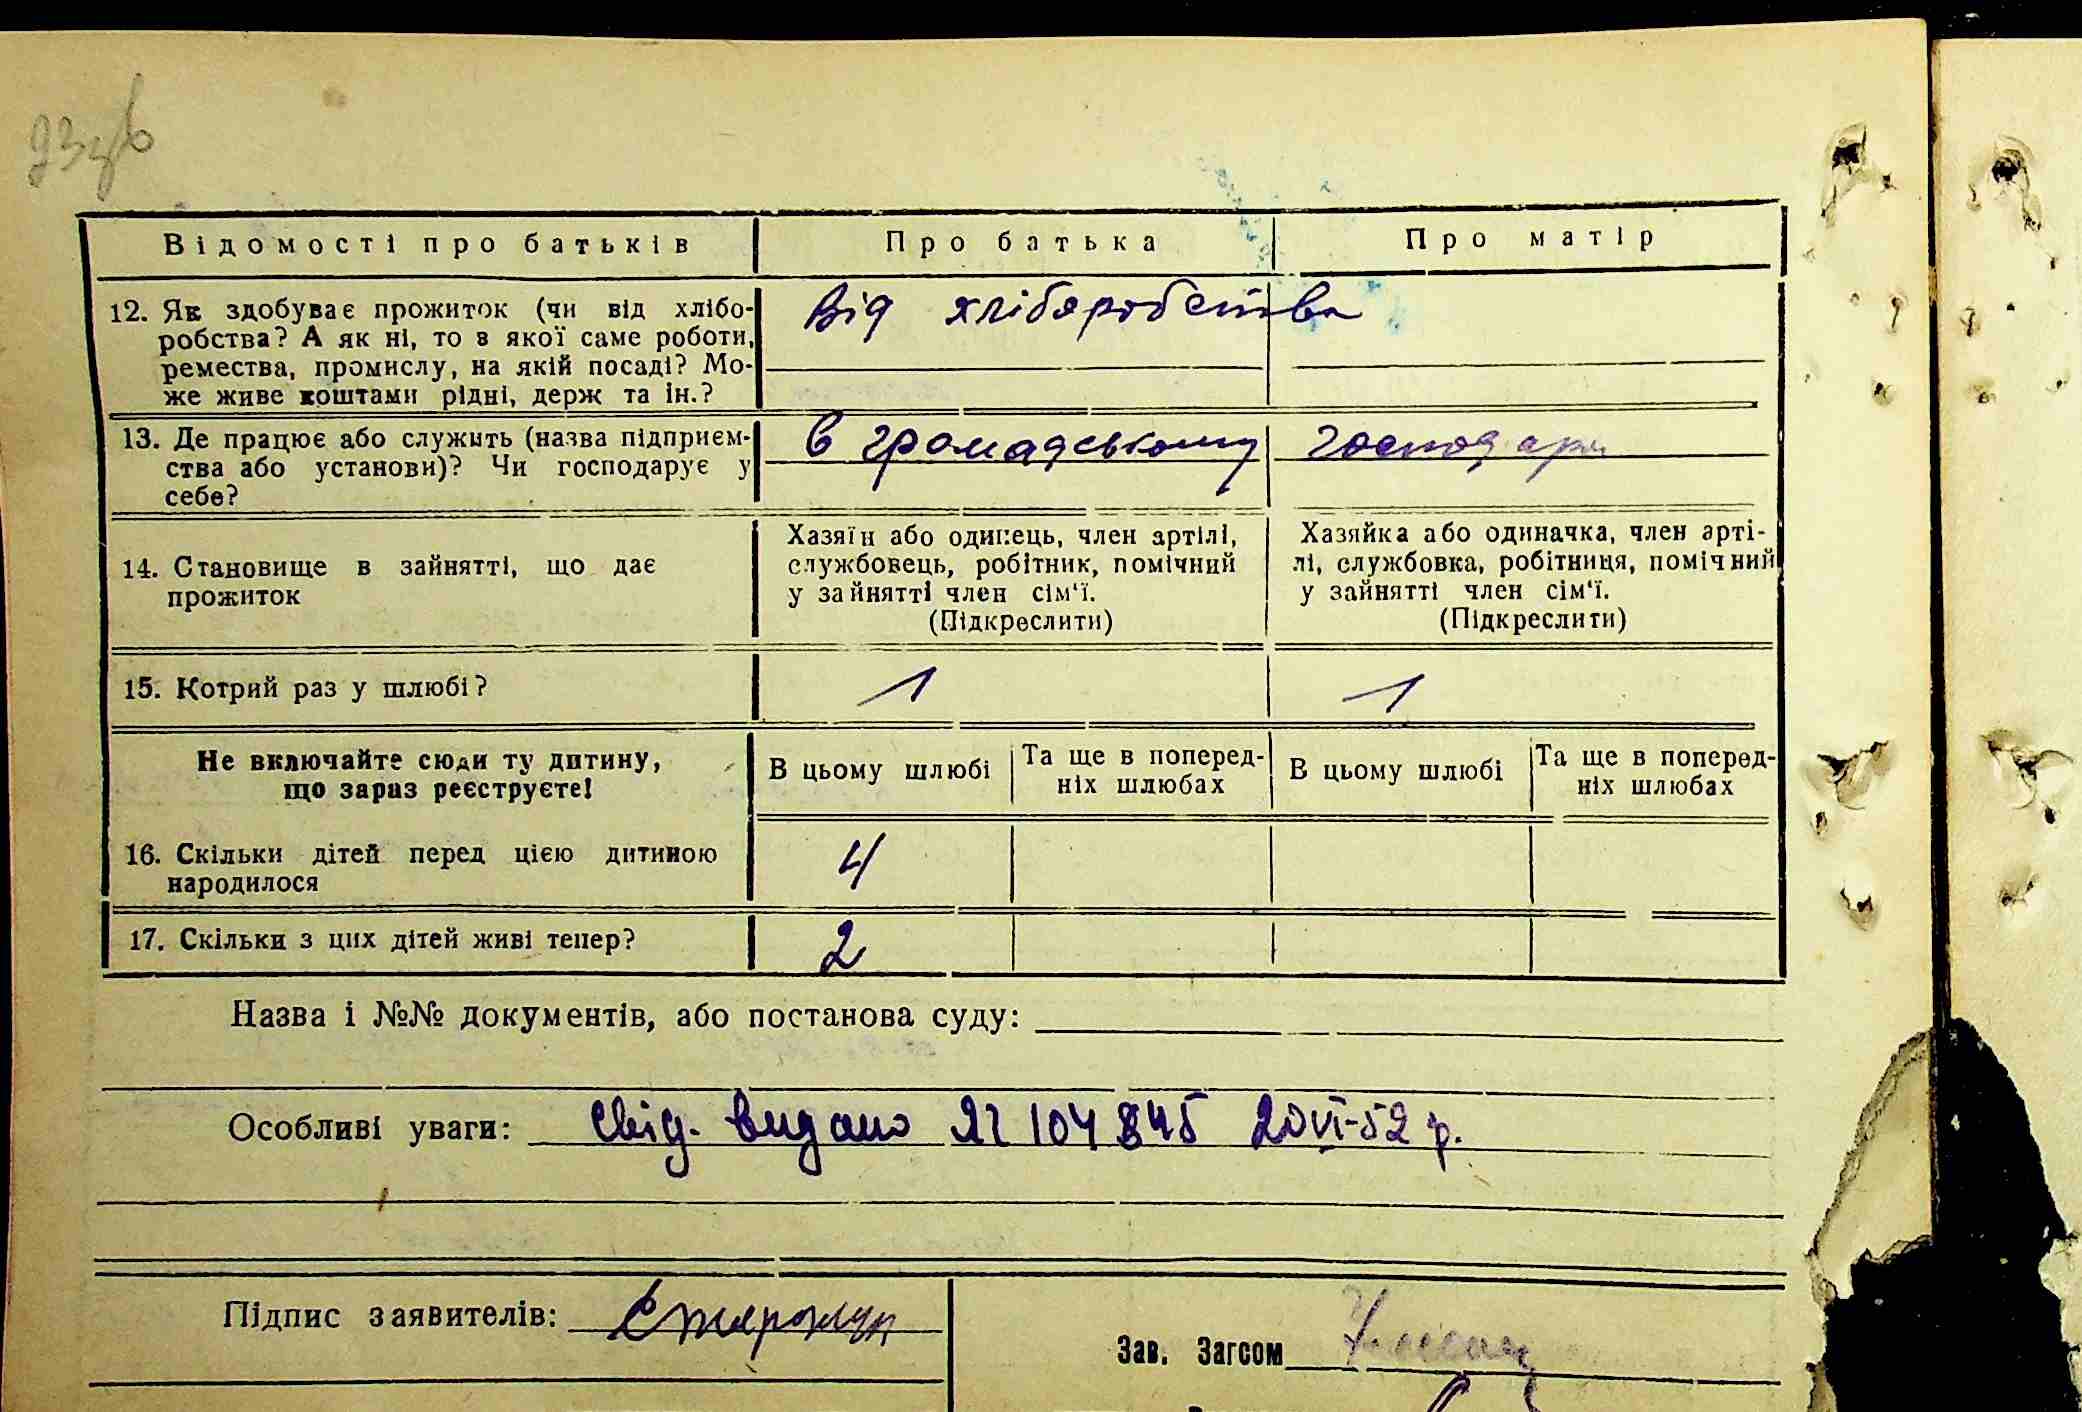 93зв
Відомості про батьків Про батька Про матір
12. Як здобуває прожиток (чи від хлібо-
робства? А як ні, то з якої саме роботи,
ремества, промислу, на якій посаді? Мо-
же живе коштами рідні, держ та ін.?
Від хліборобства
13. Де працює або служить (назва підприєм-
ства або установи)? Чи господарує у
себе?
в громадському господар
14. Становище в зайнятті, що дає
прожиток
Хазяїн або одинець, член артілі,
службовець, робітник, помічний
у зайнятті член сім'ї.
(Підкреслити)
Хазяйка або одиначка, член арті-
лі, службовка, робітниця, помічний
у зайнятті член сім'ї.
(Підкреслити)
15. Котрий раз у шлюбі? 1 1
Не включайте сюди ту дитину,
що зараз реєструєте!
В цьому шлюбі
Та ще в поперед-
ніх шлюбах
В цьому шлюбі
Та ще в поперед-
ніх шлюбах
16. Скільки дітей перед цією дитиною
народилося
4
17. Скільки з цих дітей живі тепер? 2
Назва і №№ документів, або постанова суду:
Особливі уваги: Свід. видано 104845 20 VI-52 р.
Підпис заявителів:
Зав. Загсом